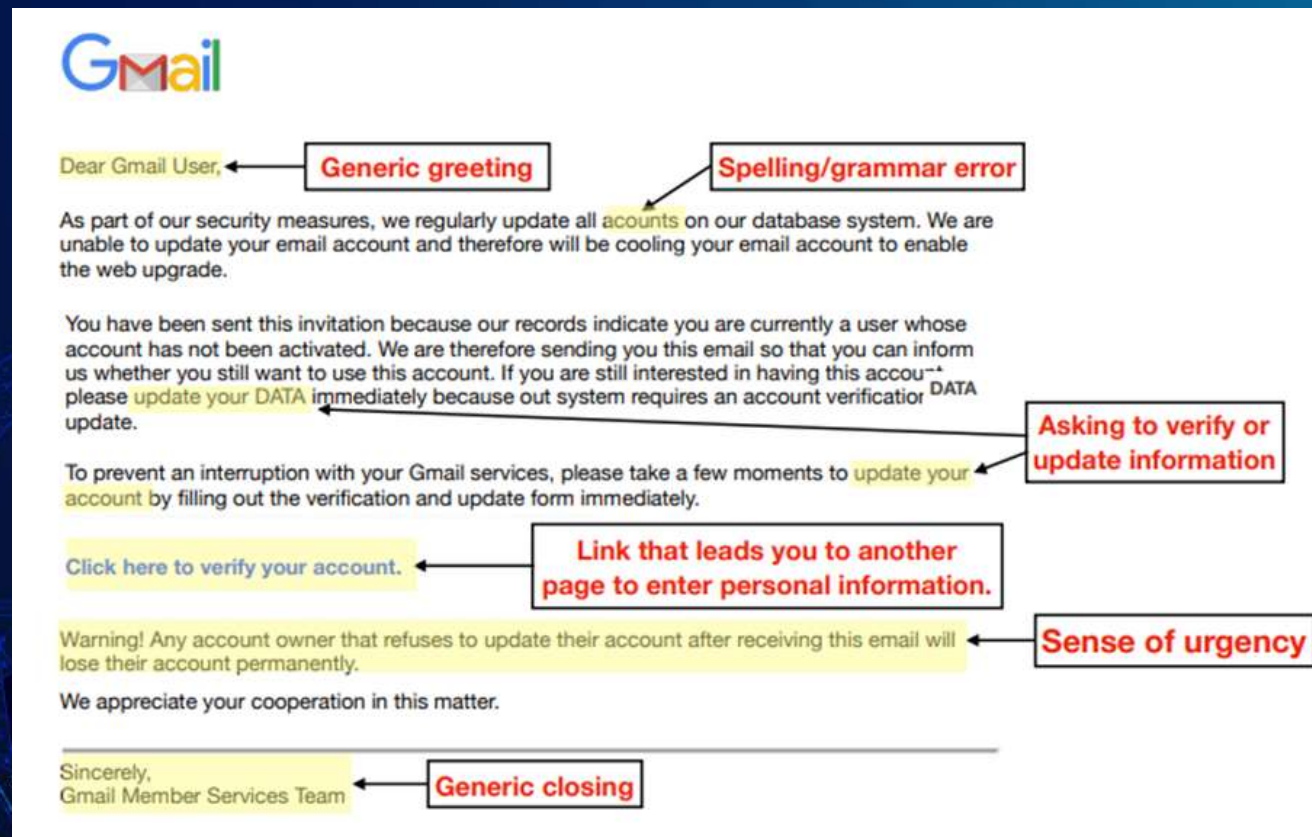 Gmail
Dear Gmail User,
Generic greeting
Spelling/grammar error
As part of our security measures, we regularly update all acounts on our database system. We are
unable to update your email account and therefore will be cooling your email account to enable
the web upgrade.
You have been sent this invitation because our records indicate you are currently a user whose
account has not been activated. We are therefore sending you this email so that you can inform
us whether you still want to use this account. If you are still interested in having this account
please update your DATA immediately because out system requires an account verification DATA
update.
Asking to verify or
update information
To prevent an interruption with your Gmail services, please take a few moments to update your
account by filling out the verification and update form immediately.
Click here to verify your account.
Link that leads you to another
page to enter personal information.
Warning! Any account owner that refuses to update their account after receiving this email will
lose their account permanently.
Sense of urgency
We appreciate your cooperation in this matter.
Sincerely,
Gmail Member Services Team
Generic closing